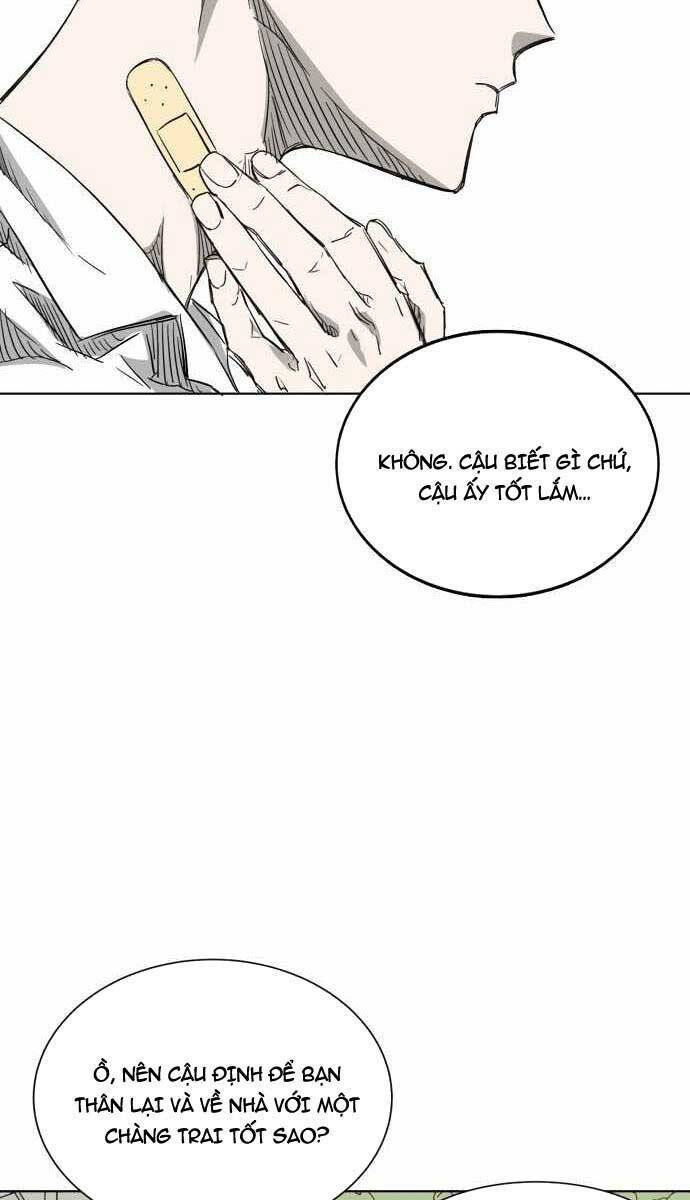 KHÔNG. CẬU BIẾT GÌ CHỨ,
CẬU ẤY TỐT LẮM...
Ồ, NÊN CẬU ĐỊNH ĐỂ BẠN
THÂN LẠI VÀ VỀ NHÀ VỚI MỘT
CHÀNG TRAI TỐT SAO?